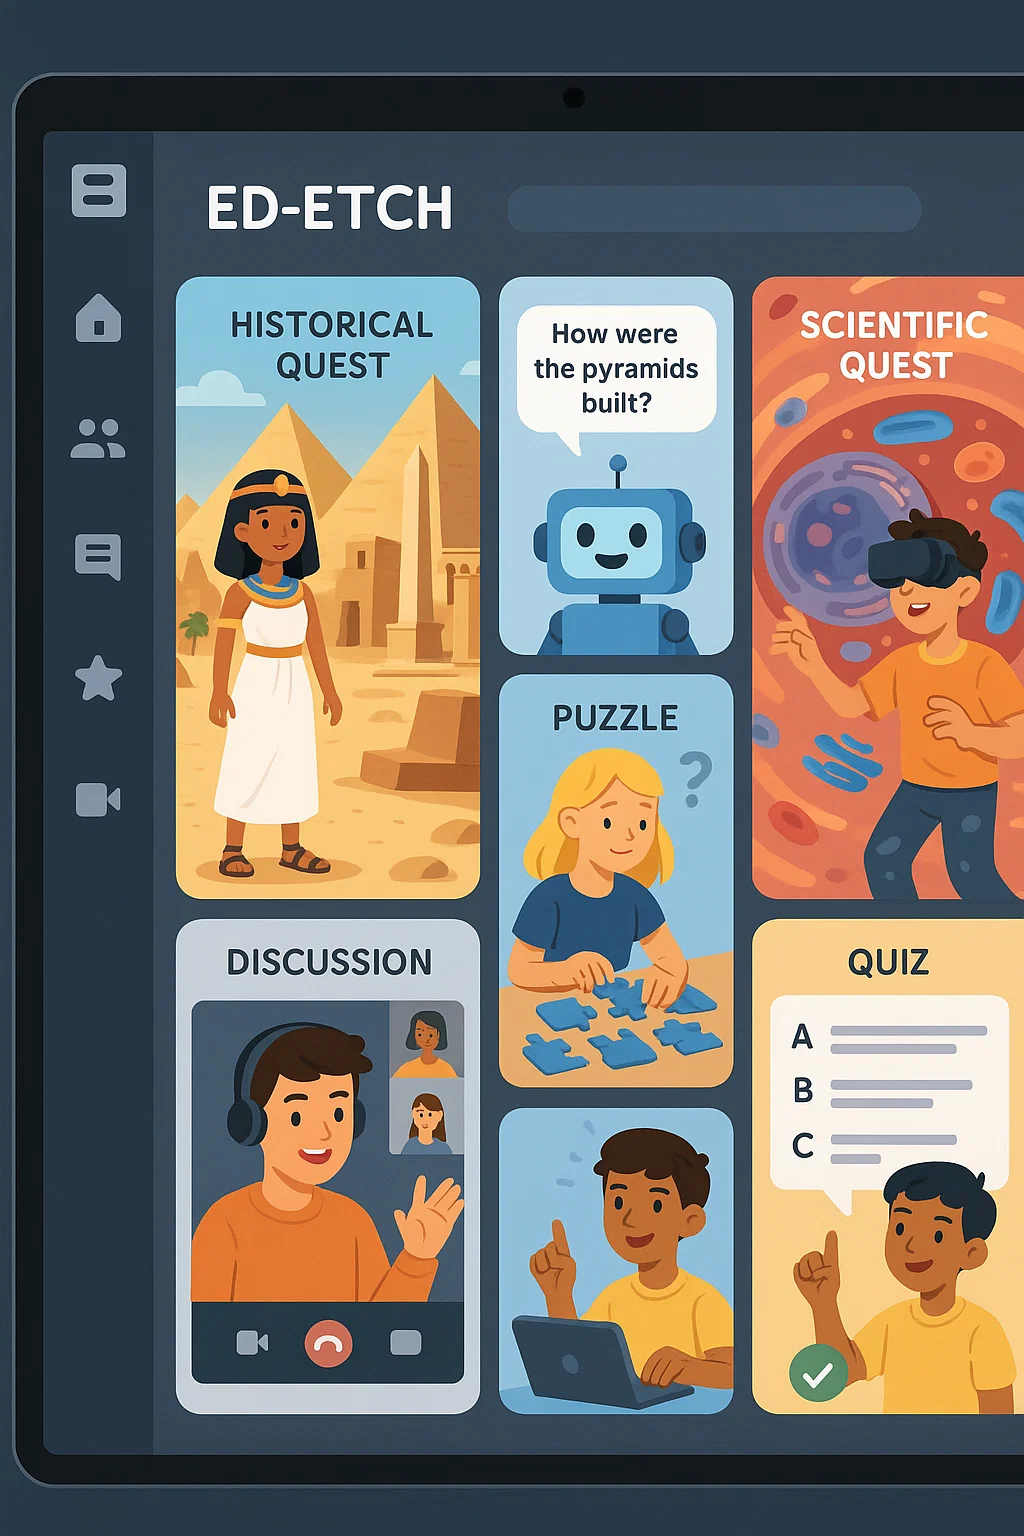 ED-ETCH
HISTORICAL
QUEST
How were
the pyramids
built?
SCIENTIFIC
QUEST
PUZZLE
?
DISCUSSION
QUIZ
A
B
C